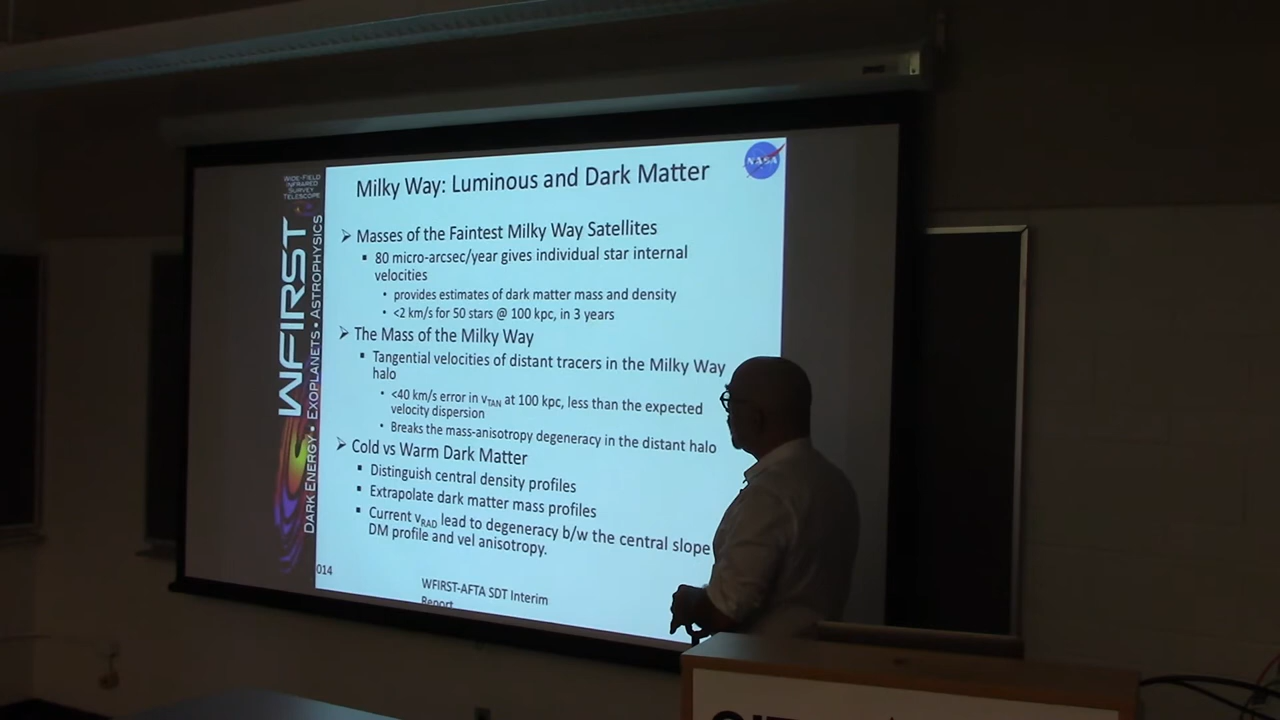 WIDE-FIELD
INFRARED
SURVEY
TELESCOPE
WFIRST
DARK ENERGY • EXOPLANETS • ASTROPHYSICS
NASA
Milky Way: Luminous and Dark Matter
Masses of the Faintest Milky Way Satellites
80 micro-arcsec/year gives individual star internal
velocities
provides estimates of dark matter mass and density
<2 km/s for 50 stars @ 100 kpc, in 3 years
The Mass of the Milky Way
Tangential velocities of distant tracers in the Milky Way
halo
<40 km/s error in vTAN at 100 kpc, less than the expected
velocity dispersion
Breaks the mass-anisotropy degeneracy in the distant halo
Cold vs Warm Dark Matter
Distinguish central density profiles
Extrapolate dark matter mass profiles
Current vRAD lead to degeneracy b/w the central slope
DM profile and vel anisotropy.
014
WFIRST-AFTA SDT Interim
Report